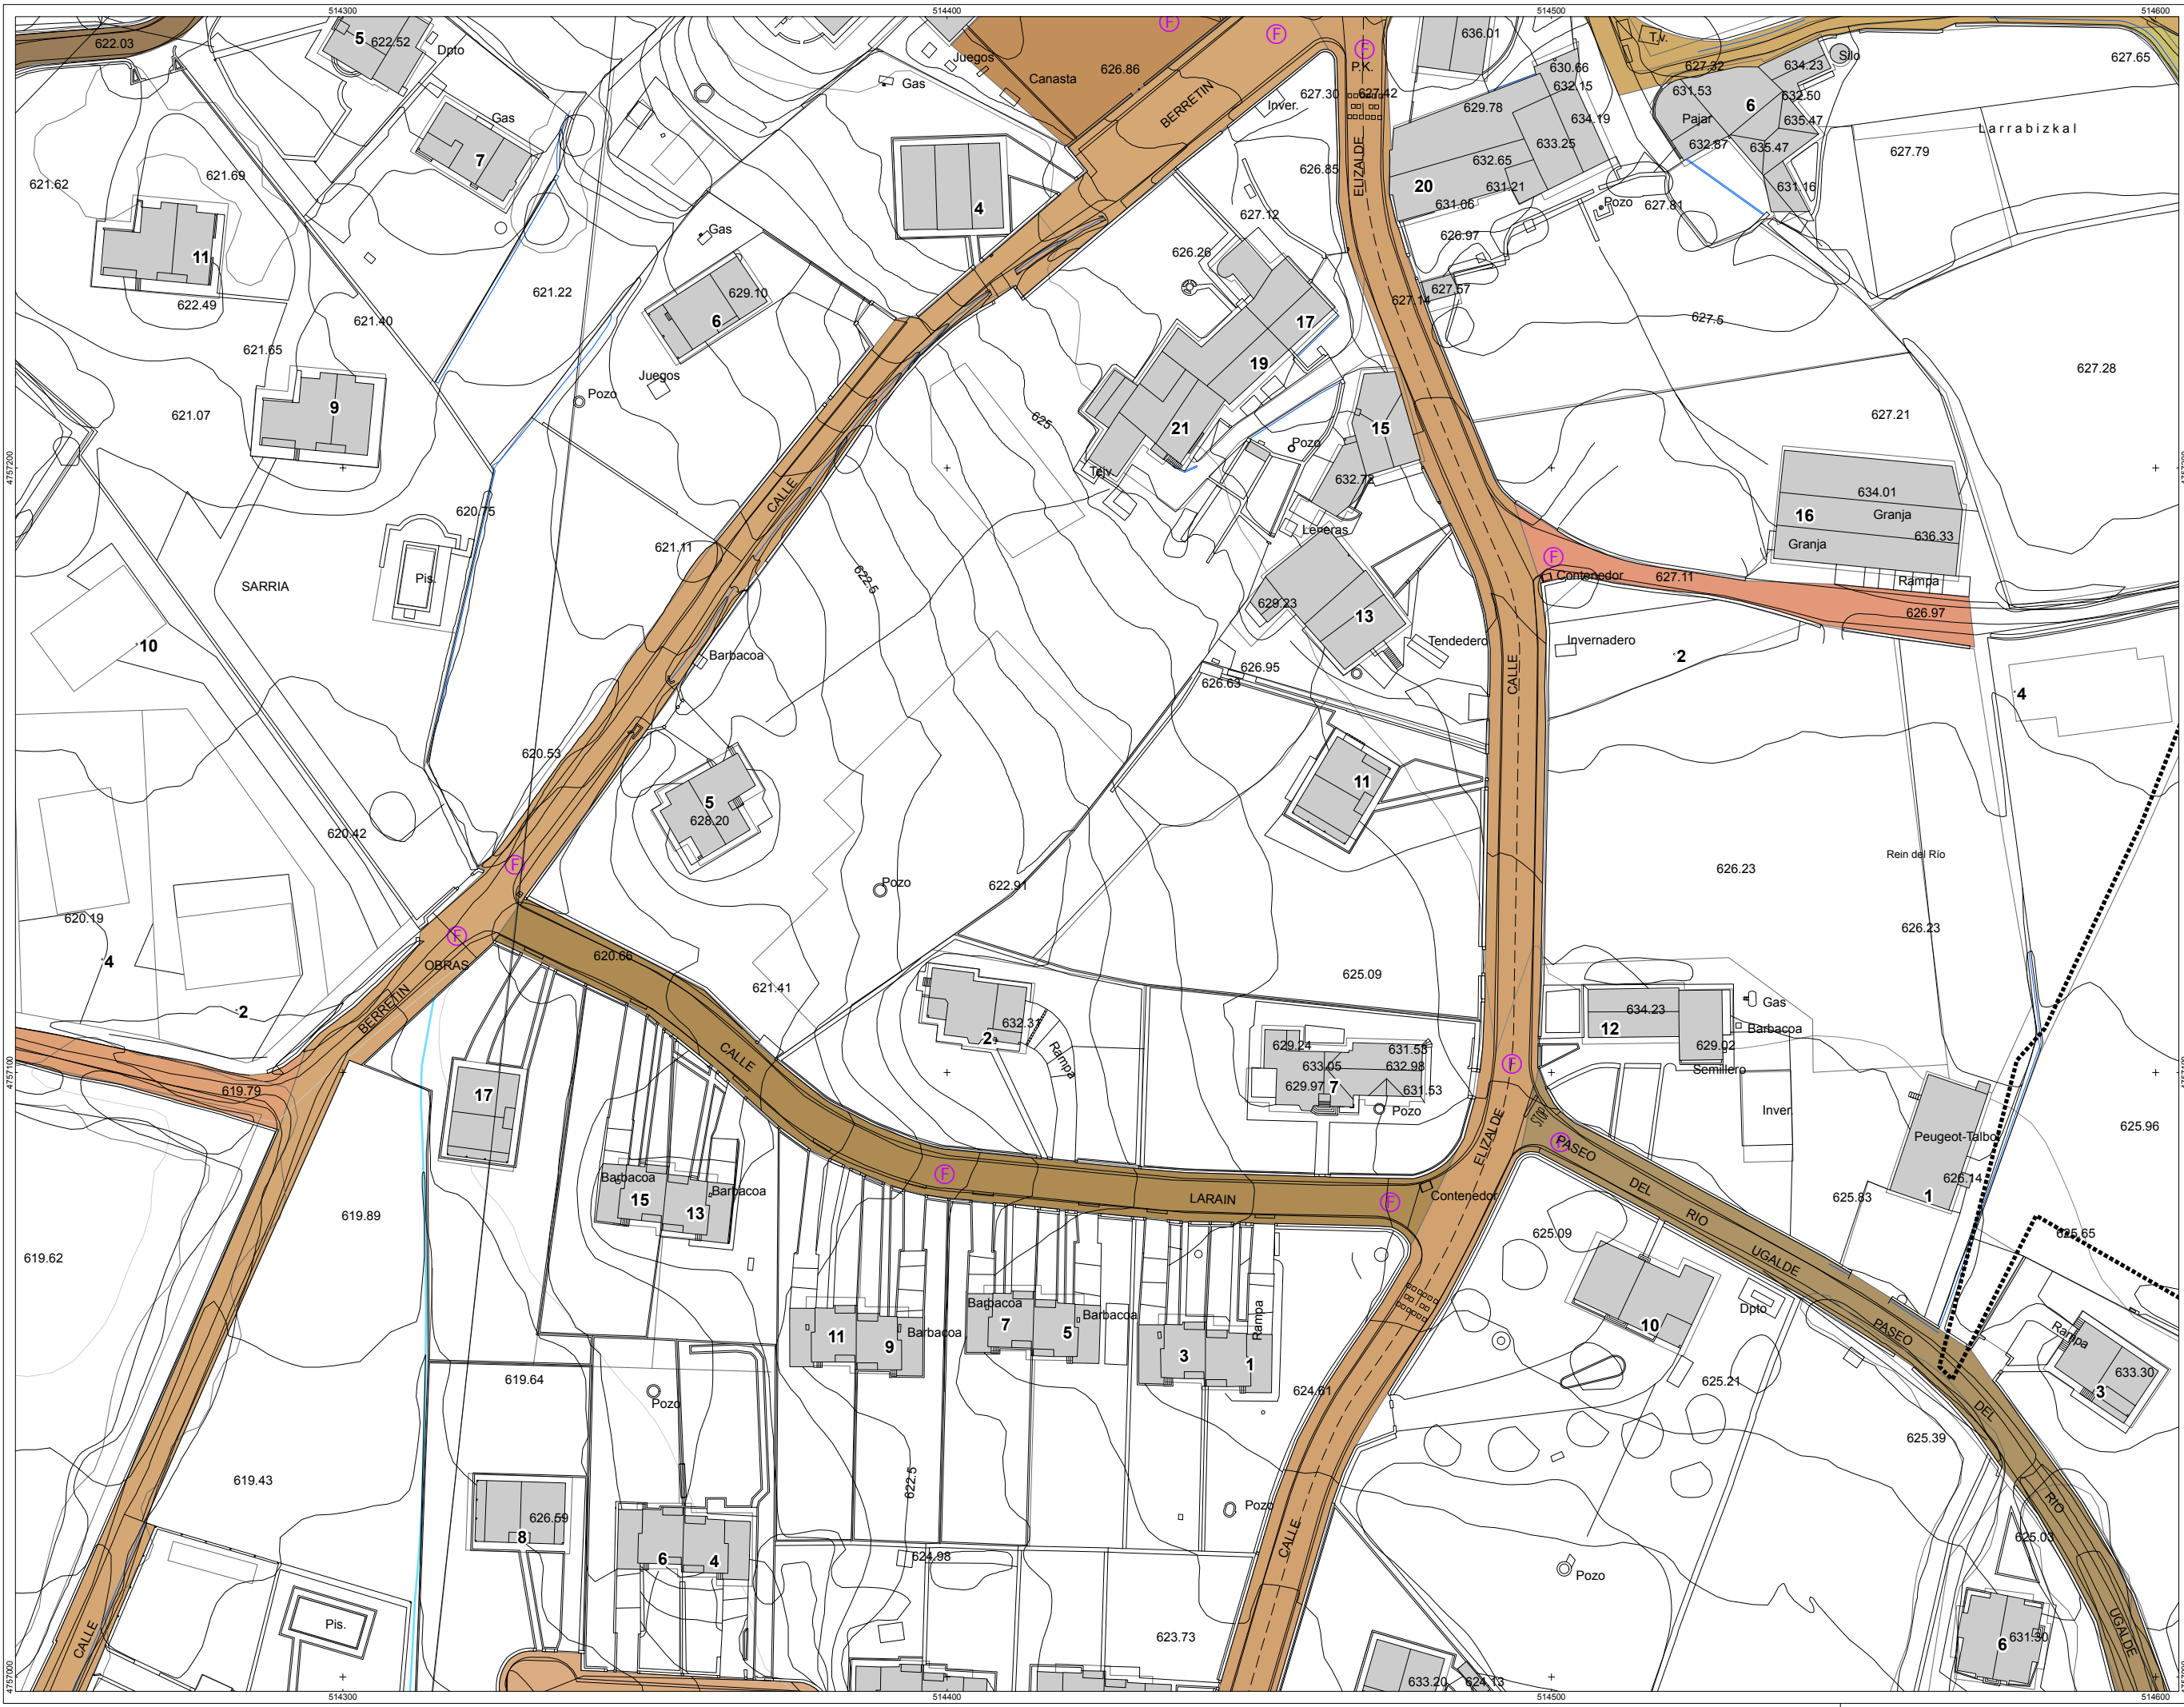 514300
514400
514500
514600
622.03
5
622.52
Dpto
Juegos
Canasta
626.86
F
F
F
P.K.
636.01
T.v.
627.32
634.23
Silo
627.65
Gas
BERRETIN
Inver.
627.30
627.42
630.66
632.15
629.78
634.19
631.53
6
632.50
635.47
Pajar
632.87
635.47
Larrabizkal
Gas
7
621.62
621.69
633.25
632.65
631.21
20
631.06
627.79
626.85
ELIZALDE
631.16
4
Pozo
627.81
627.12
Gas
626.26
626.97
11
622.49
621.22
629.10
6
627.57
627.14
17
627.5
621.40
621.65
19
627.28
Juegos
Pozo
9
621.07
625
21
15
627.21
Pozo
4757200
Tejv.
632.72
634.01
16
Granja
CALLE
620.75
Leñeras
636.33
Granja
621.11
F
Contenedor
627.11
Rampa
622.5
SARRIA
Pis.
629.23
13
626.97
10
Barbacoa
Tendedero
Invernadero
2
626.95
626.63
CALLE
4
620.53
11
5
628.20
620.42
Rein del Río
626.23
F
Pozo
622.91
620.19
626.23
F
4
OBRAS
620.66
625.09
621.41
2
BERRETIN
632.31
2
Rampa
634.23
12
Gas
Barbacoa
629.02
CALLE
629.24
631.53
633.05
632.98
629.97
7
631.53
Pozo
F
Semillero
4757100
619.79
17
Inver.
625.96
STOP
F
PASEO
ELIZALDE
Peugeot-Talbot
Barbacoa
15
Barbacoa
13
F
LARAIN
F
Contenedor
DEL
626.14
1
625.83
619.89
RIO
625.09
625.65
619.62
UGALDE
Barbacoa
7
Barbacoa
5
Rampa
Dpto
10
11
Barbacoa
9
PASEO
Rampa
3
1
633.30
3
619.64
Pozo
624.61
625.21
DEL
625.39
619.43
622.5
Pozo
RIO
8
626.59
6
4
624.98
625.03
Pozo
Pis.
CALLE
CALLE
623.73
UGALDE
6
631.30
633.20
624.13
4757000
514300
514400
514500
514600